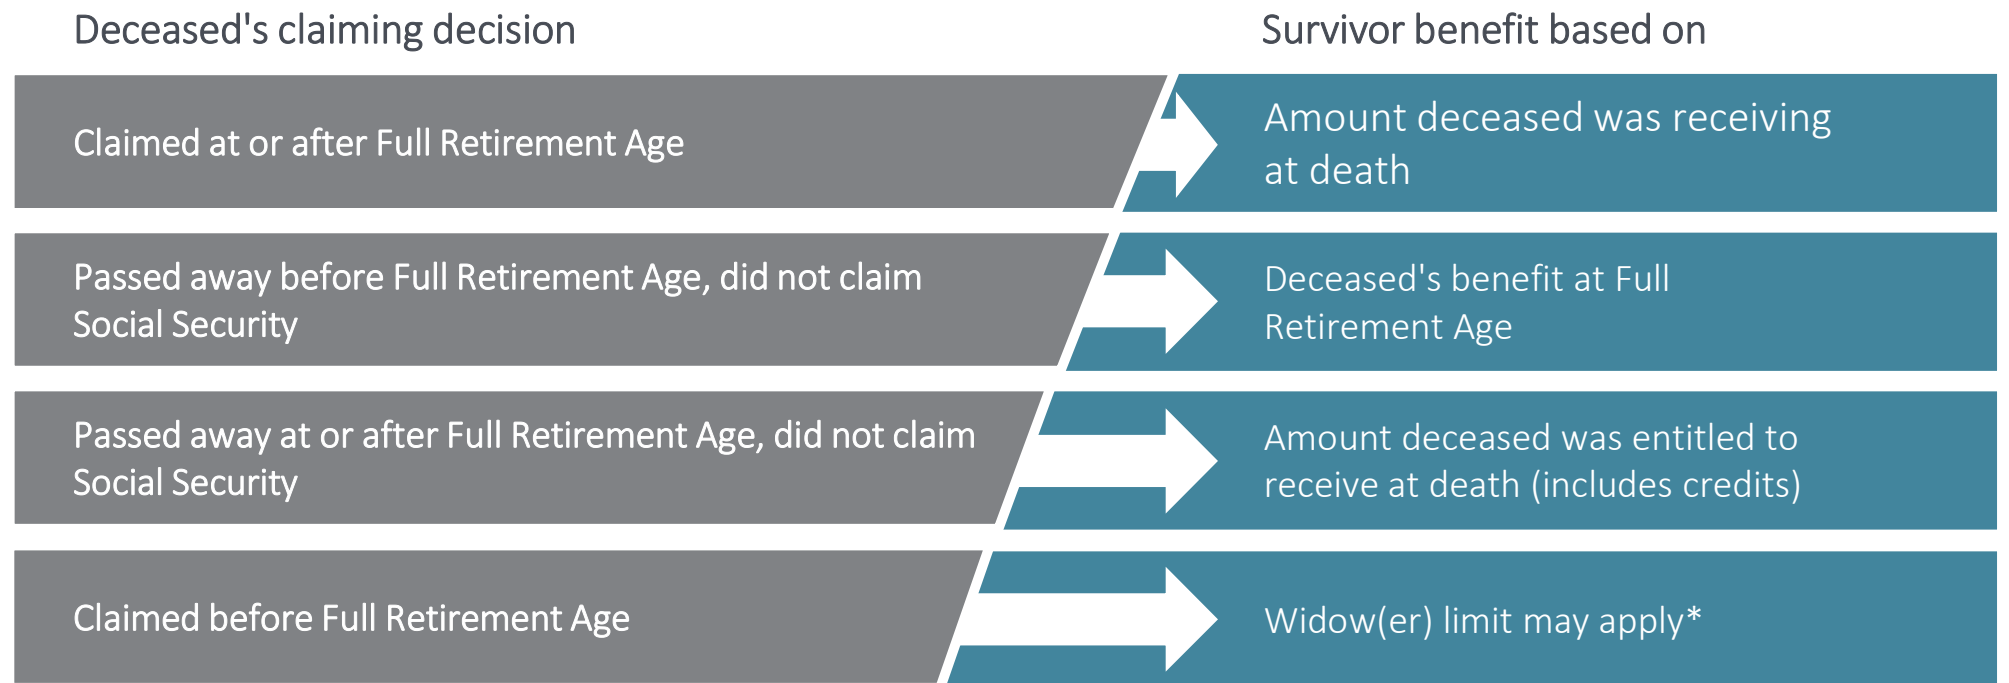 Deceased's claiming decision
Survivor benefit based on
Claimed at or after Full Retirement Age
Amount deceased was receiving
at death
Passed away before Full Retirement Age, did not claim
Social Security
Deceased's benefit at Full
Retirement Age
Passed away at or after Full Retirement Age, did not claim
Social Security
Amount deceased was entitled to
receive at death (includes credits)
Claimed before Full Retirement Age
Widow(er) limit may apply*